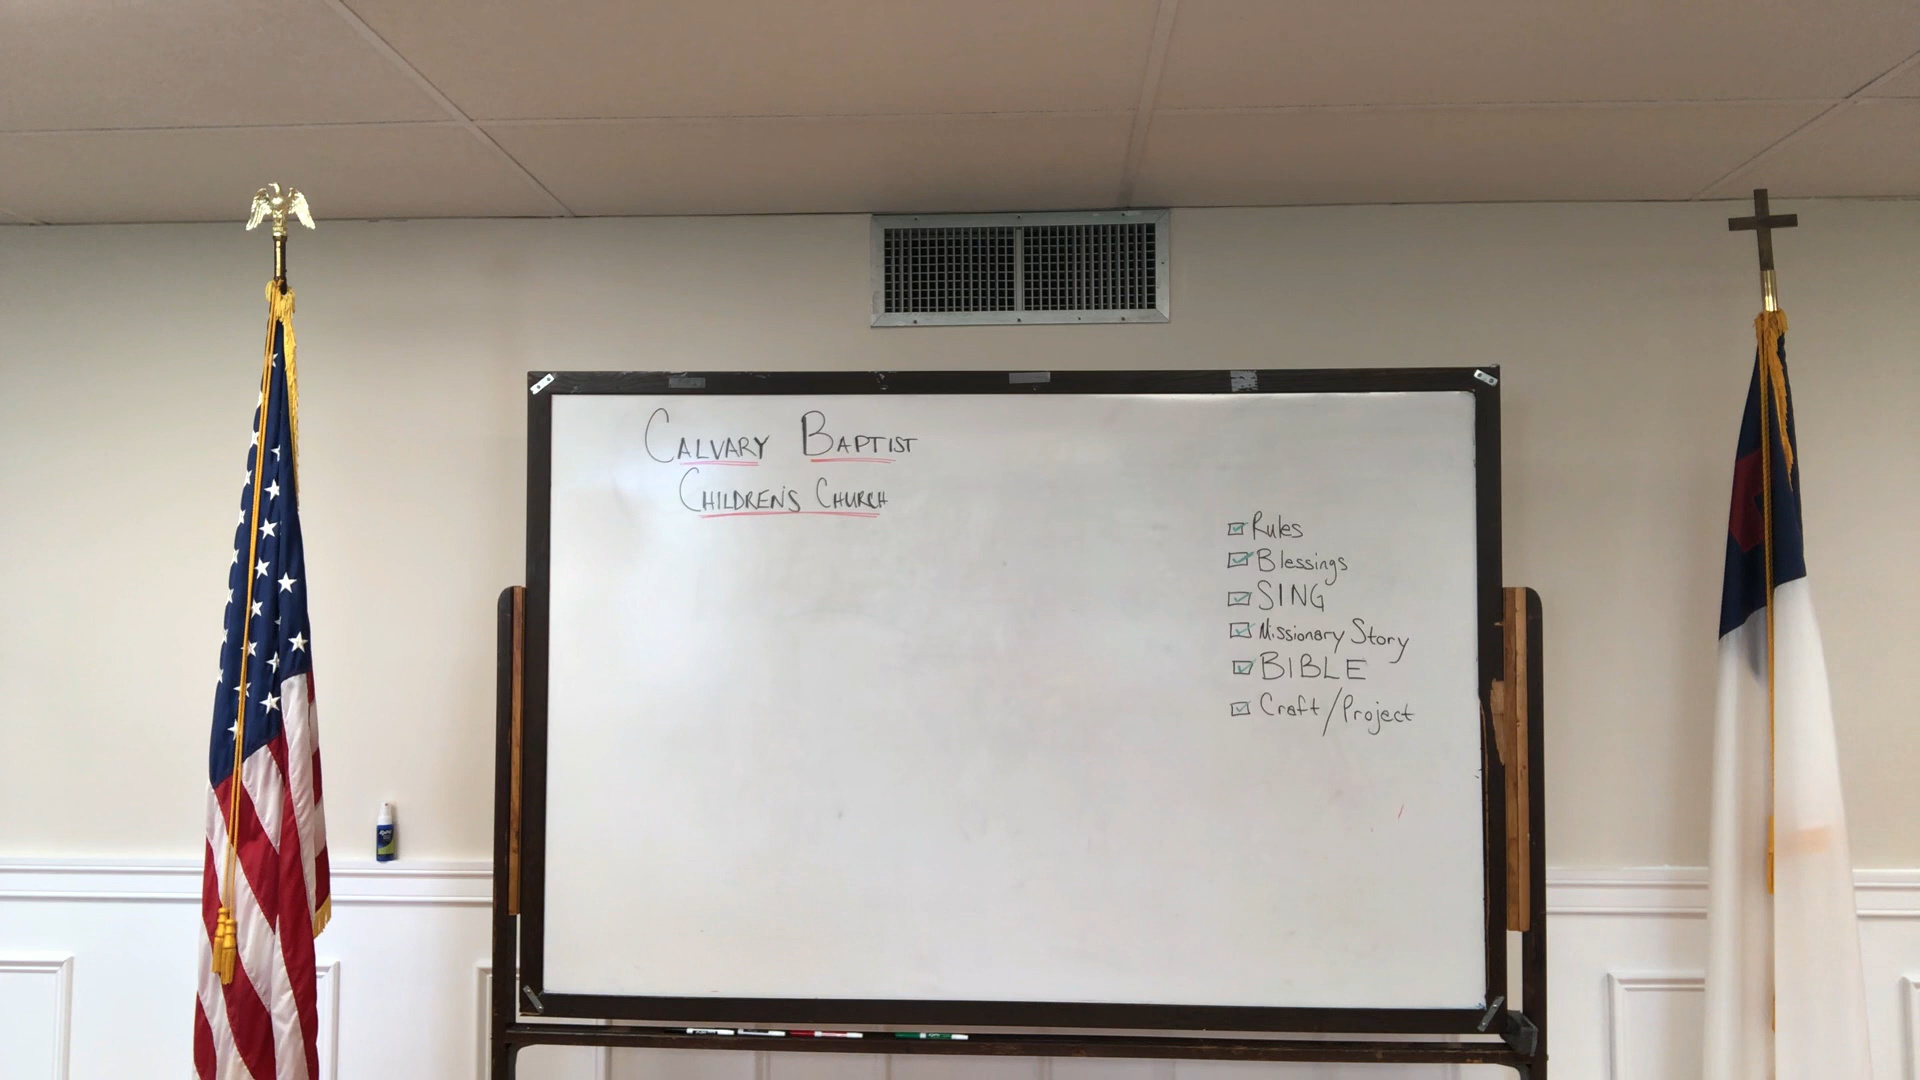 CALVARY BAPTIST
CHILDREN'S CHURCH
☑ Rules
☑ Blessings
☑ SING
☑ Missionary Story
☑ BIBLE
☑ Craft/Project